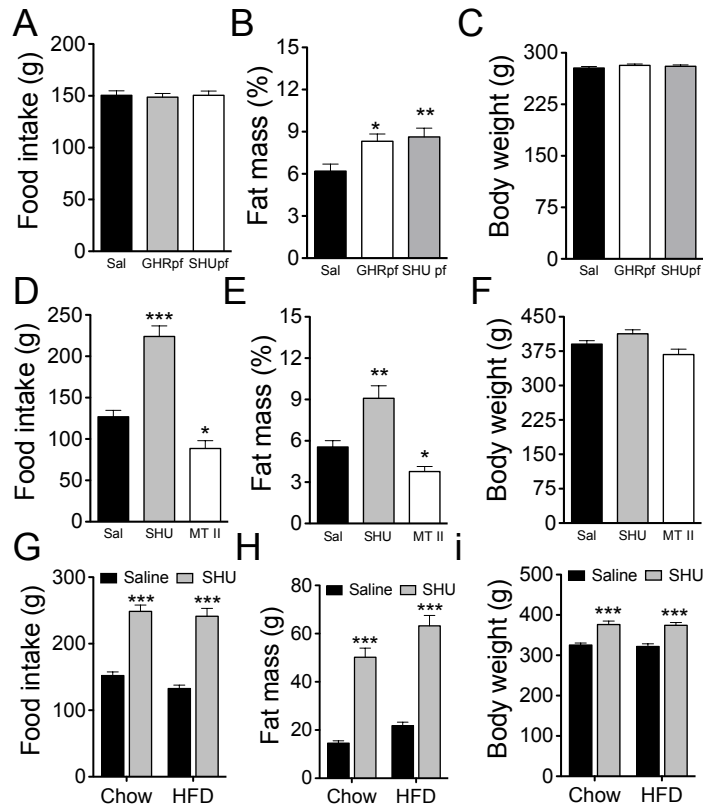 A
Food intake (g)
200
150
100
50
0
Sal GHRpf SHUpf
B
Fat mass (%)
15
12
9
6
3
0
* **
Sal GHRpf SHU pf
C
Body weight (g)
300
225
150
75
0
Sal GHRpf SHUpf
D
Food intake (g)
250
200
150
100
50
0
***
*
Sal SHU MT II
E
Fat mass (%)
15
12
9
6
3
0
**
*
Sal SHU MT II
F
Body weight (g)
450
375
300
225
150
75
0
Sal SHU MT II
G
Food intake (g)
300
200
150
0
Saline SHU
*** ***
Chow HFD
H
Fat mass (g)
80
60
40
20
0
Saline SHU
*** ***
Chow HFD
i
Body weight (g)
500
400
300
200
100
0
Saline SHU
*** ***
Chow HFD